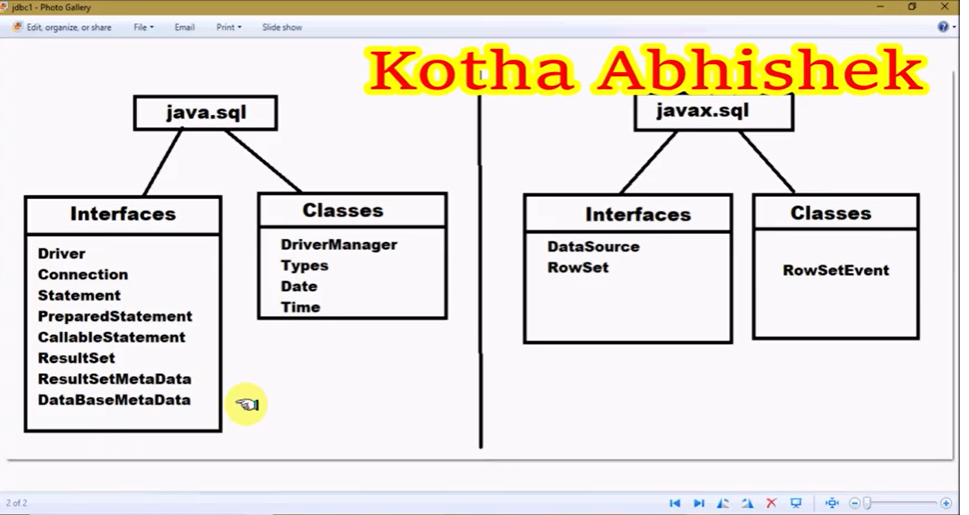 jdbc1 - Photo Gallery
Edit, organize, or share File Email Print Slide show
Kotha Abhishek
java.sql
Interfaces
Driver
Connection
Statement
PreparedStatement
CallableStatement
ResultSet
ResultSetMetaData
DataBaseMetaData
Classes
DriverManager
Types
Date
Time
javax.sql
Interfaces
DataSource
RowSet
Classes
RowSetEvent
2 of 2